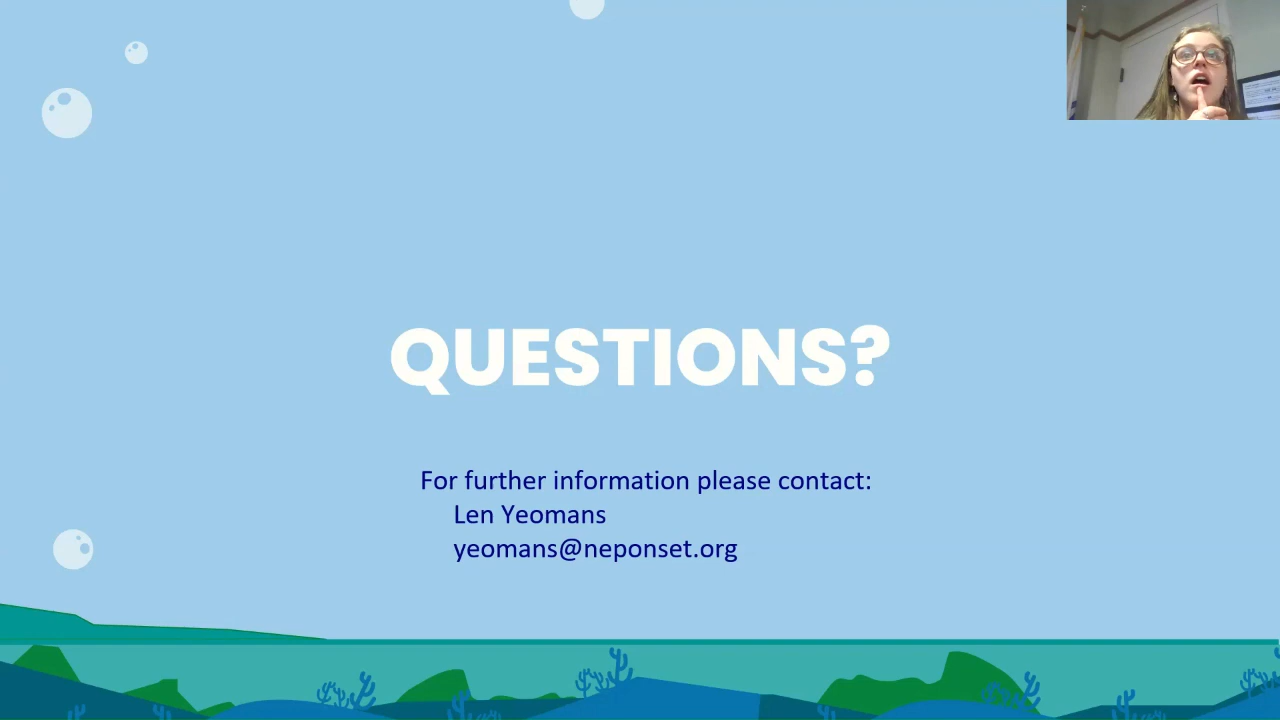 QUESTIONS?
For further information please contact:
Len Yeomans
yeomans@neponset.org